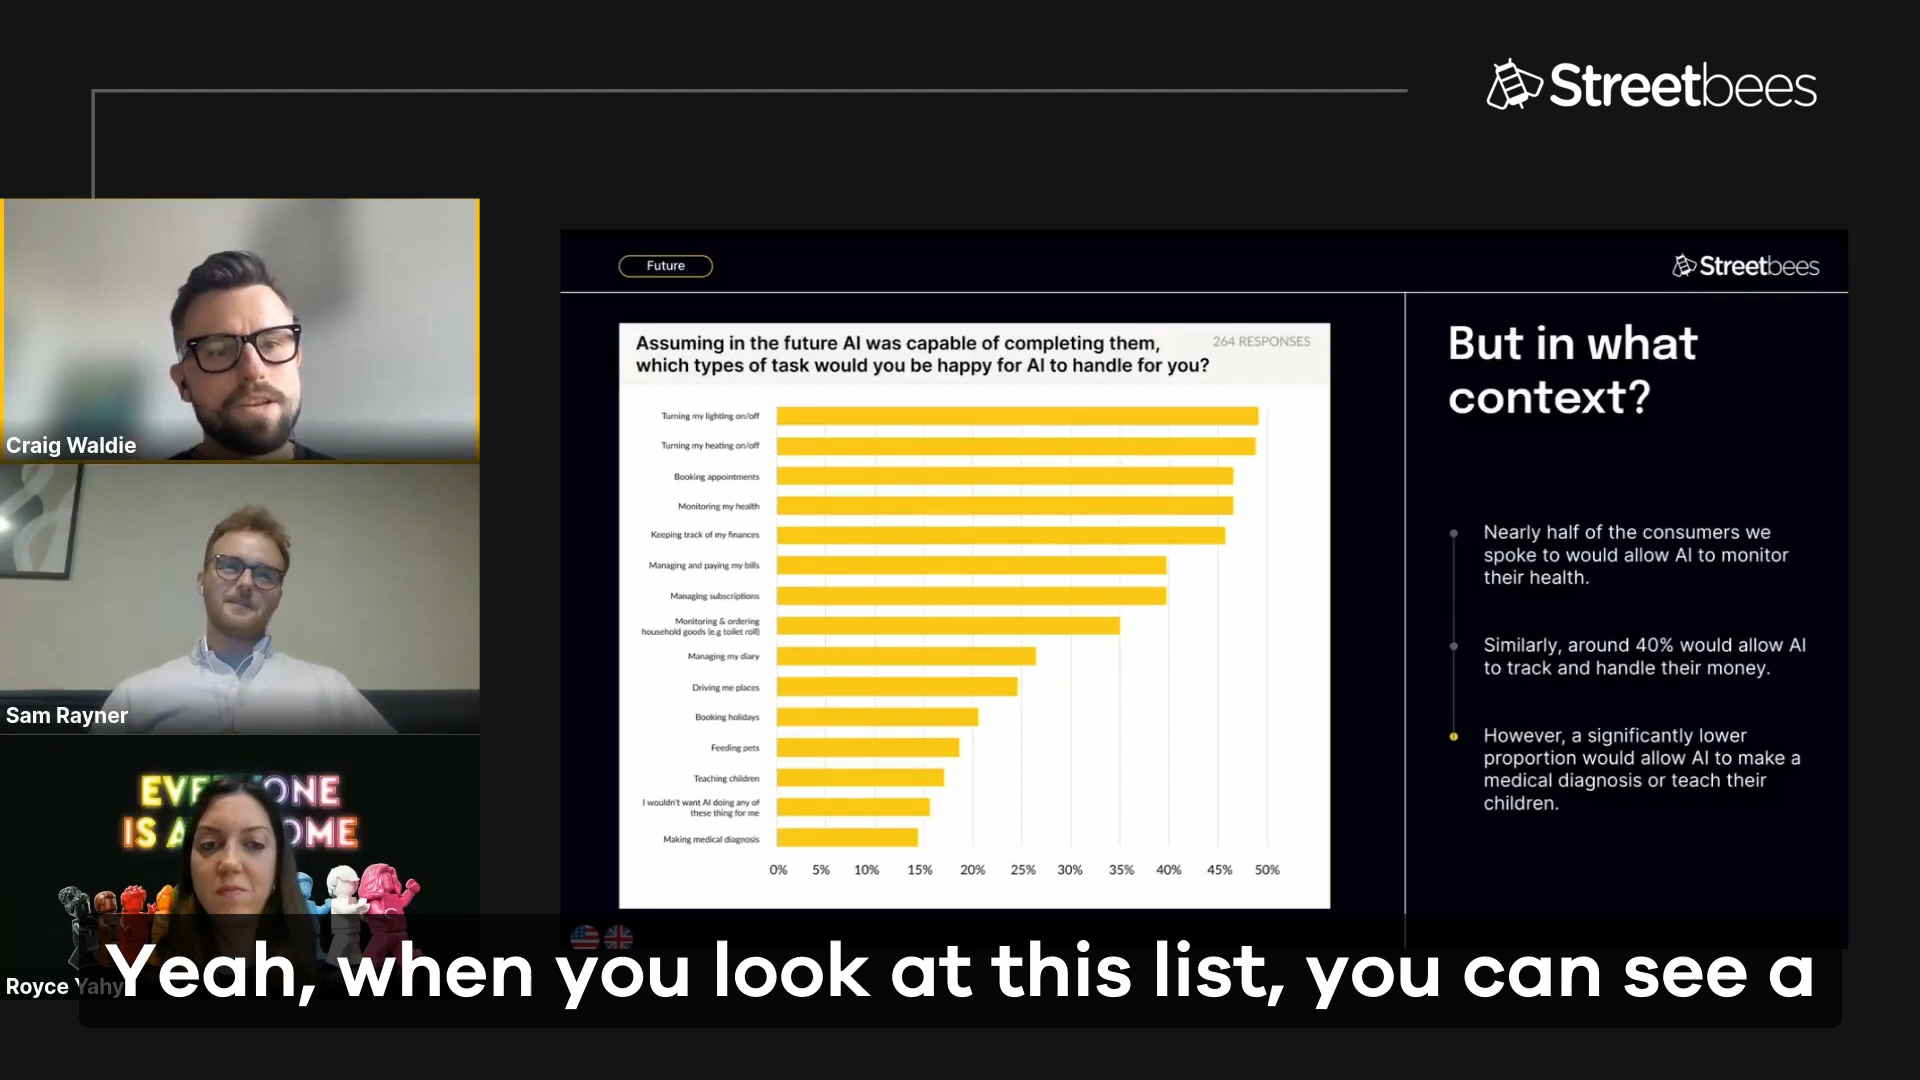 Streetbees
Craig Waldie
Sam Rayner
EVE ONE
IS A OME
Royce Yahy
Future
Streetbees
Assuming in the future AI was capable of completing them,
which types of task would you be happy for AI to handle for you?
264 RESPONSES
Turning my lighting on/off
Turning my heating on/off
Booking appointments
Monitoring my health
Keeping track of my finances
Managing and paying my bills
Managing subscriptions
Monitoring & ordering
household goods (e.g toilet roll)
Managing my diary
Driving me places
Booking holidays
Feeding pets
Teaching children
I wouldn't want AI doing any of
these thing for me
Making medical diagnosis
0% 5% 10% 15% 20% 25% 30% 35% 40% 45% 50%
But in what
context?
Nearly half of the consumers we
spoke to would allow AI to monitor
their health.
Similarly, around 40% would allow AI
to track and handle their money.
However, a significantly lower
proportion would allow AI to make a
medical diagnosis or teach their
children.
Yeah, when you look at this list, you can see a